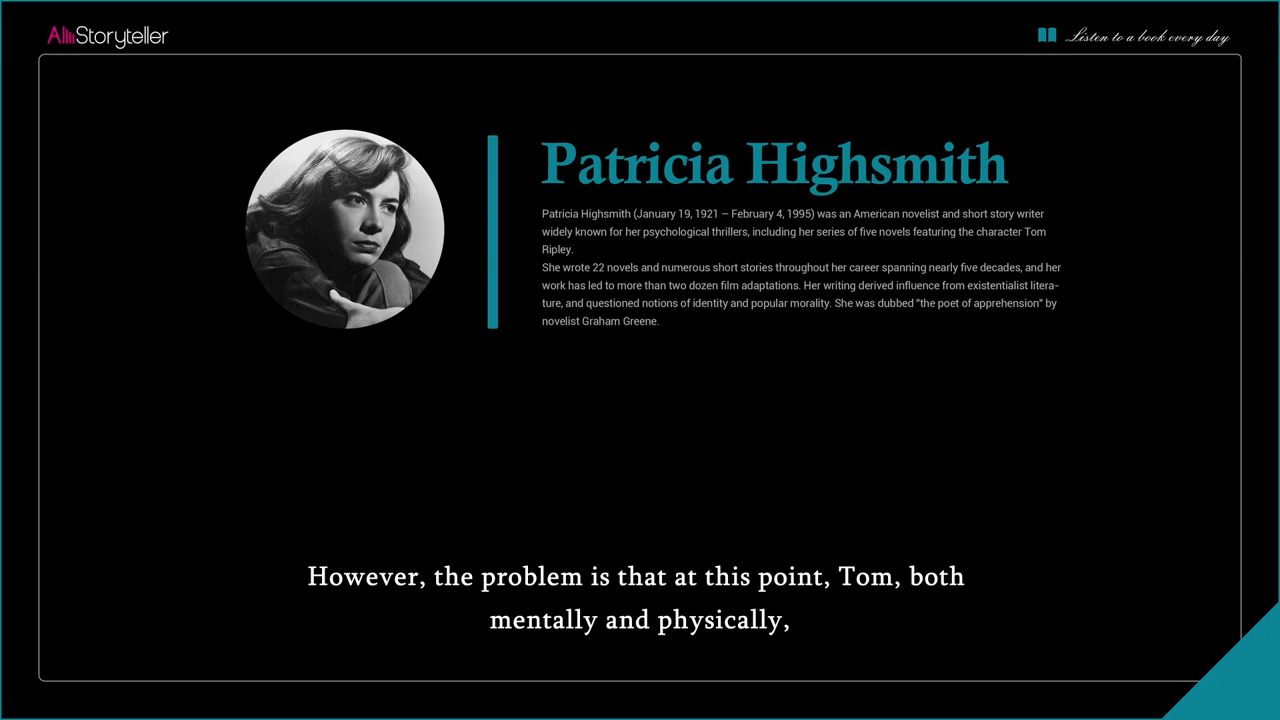 AllStoryteller
Listen to a book every day
Patricia Highsmith
Patricia Highsmith (January 19, 1921 – February 4, 1995) was an American novelist and short story writer
widely known for her psychological thrillers, including her series of five novels featuring the character Tom
Ripley.
She wrote 22 novels and numerous short stories throughout her career spanning nearly five decades, and her
work has led to more than two dozen film adaptations. Her writing derived influence from existentialist litera-
ture, and questioned notions of identity and popular morality. She was dubbed "the poet of apprehension" by
novelist Graham Greene.
However, the problem is that at this point, Tom, both
mentally and physically,